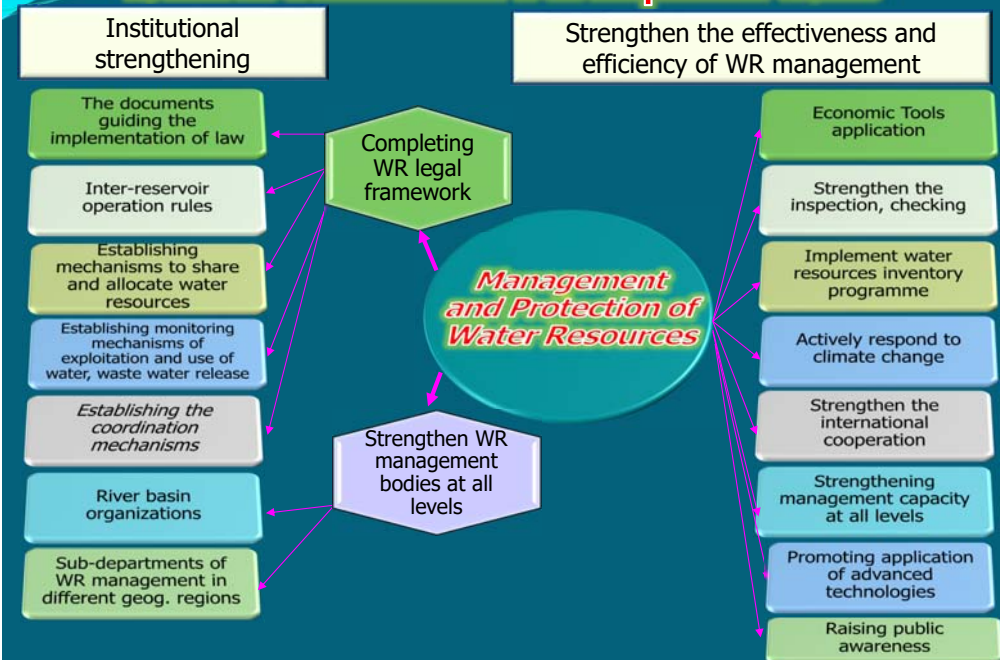 Institutional
strengthening
Strengthen the effectiveness and
efficiency of WR management
The documents
guiding the
implementation of law
Inter-reservoir
operation rules
Establishing
mechanisms to share
and allocate water
resources
Establishing monitoring
mechanisms of
exploitation and use of
water, waste water release
Establishing the
coordination
mechanisms
River basin
organizations
Sub-departments of
WR management in
different geog. regions
Completing
WR legal
framework
Management
and Protection of
Water Resources
Strengthen WR
management
bodies at all
levels
Economic Tools
application
Strengthen the
inspection, checking
Implement water
resources inventory
programme
Actively respond to
climate change
Strengthen the
international
cooperation
Strengthening
management capacity
at all levels
Promoting application
of advanced
technologies
Raising public
awareness